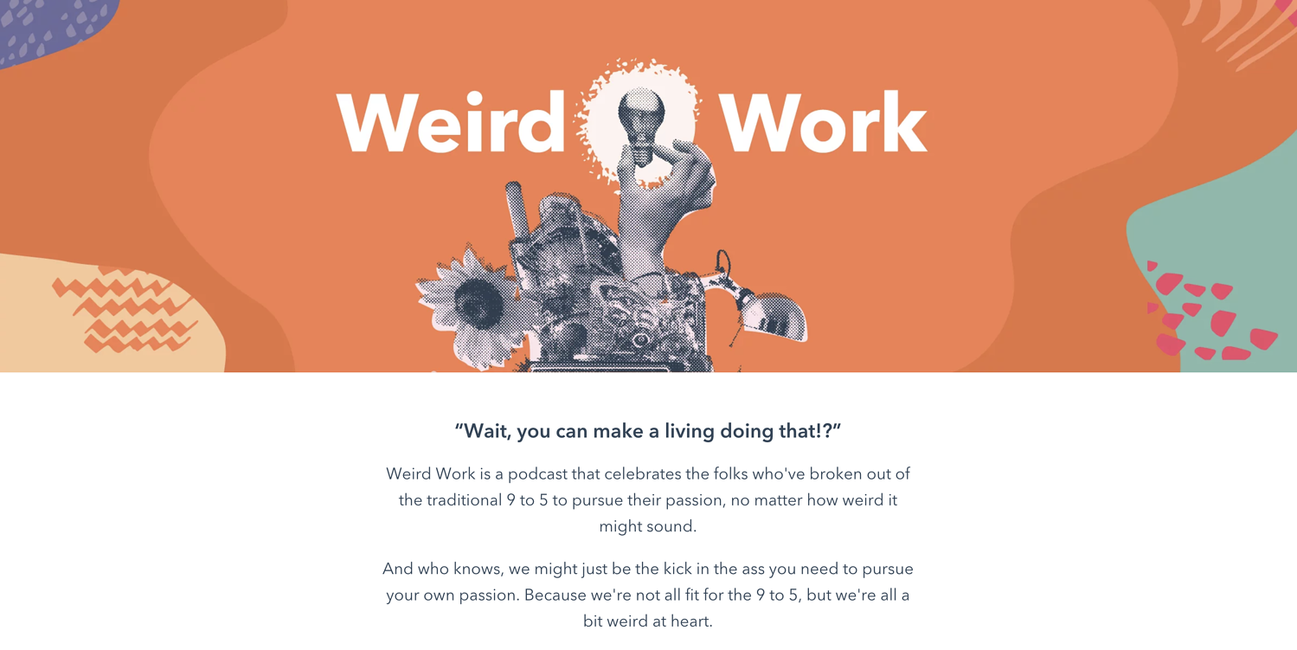 Weird Work
“Wait, you can make a living doing that!?”
Weird Work is a podcast that celebrates the folks who've broken out of
the traditional 9 to 5 to pursue their passion, no matter how weird it
might sound.
And who knows, we might just be the kick in the ass you need to pursue
your own passion. Because we're not all fit for the 9 to 5, but we're all a
bit weird at heart.